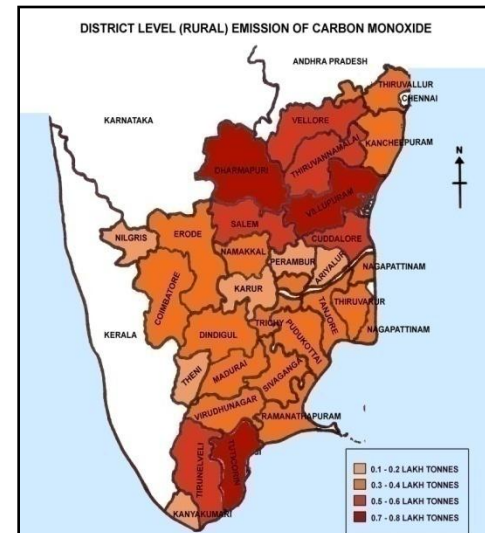 DISTRICT LEVEL (RURAL) EMISSION OF CARBON MONOXIDE
ANDHRA PRADESH
THIRUVALLUR
CHENNAI
KARNATAKA
VELLORE
KANCHEEPURAM
THIRUVANNAMALAI
N
DHARMAPURI
VILLUPURAM
SALEM
CUDDALORE
NILGRIS
ERODE
NAMAKKAL
PERAMBUR
ARIYALUR
NAGAPATTINAM
KARUR
COIMBATORE
TRICHY
TANJORE
THIRUVARUR
PUDUKOTTAI
NAGAPATTINAM
KERALA
DINDIGUL
THENI
MADURAI
SIVAGANGA
VIRUDHUNAGAR
RAMANATHAPURAM
TIRUNELVELI
TUTICORIN
KANYAKUMARI
0.1 - 0.2 LAKH TONNES
0.3 - 0.4 LAKH TONNES
0.5 - 0.6 LAKH TONNES
0.7 - 0.8 LAKH TONNES